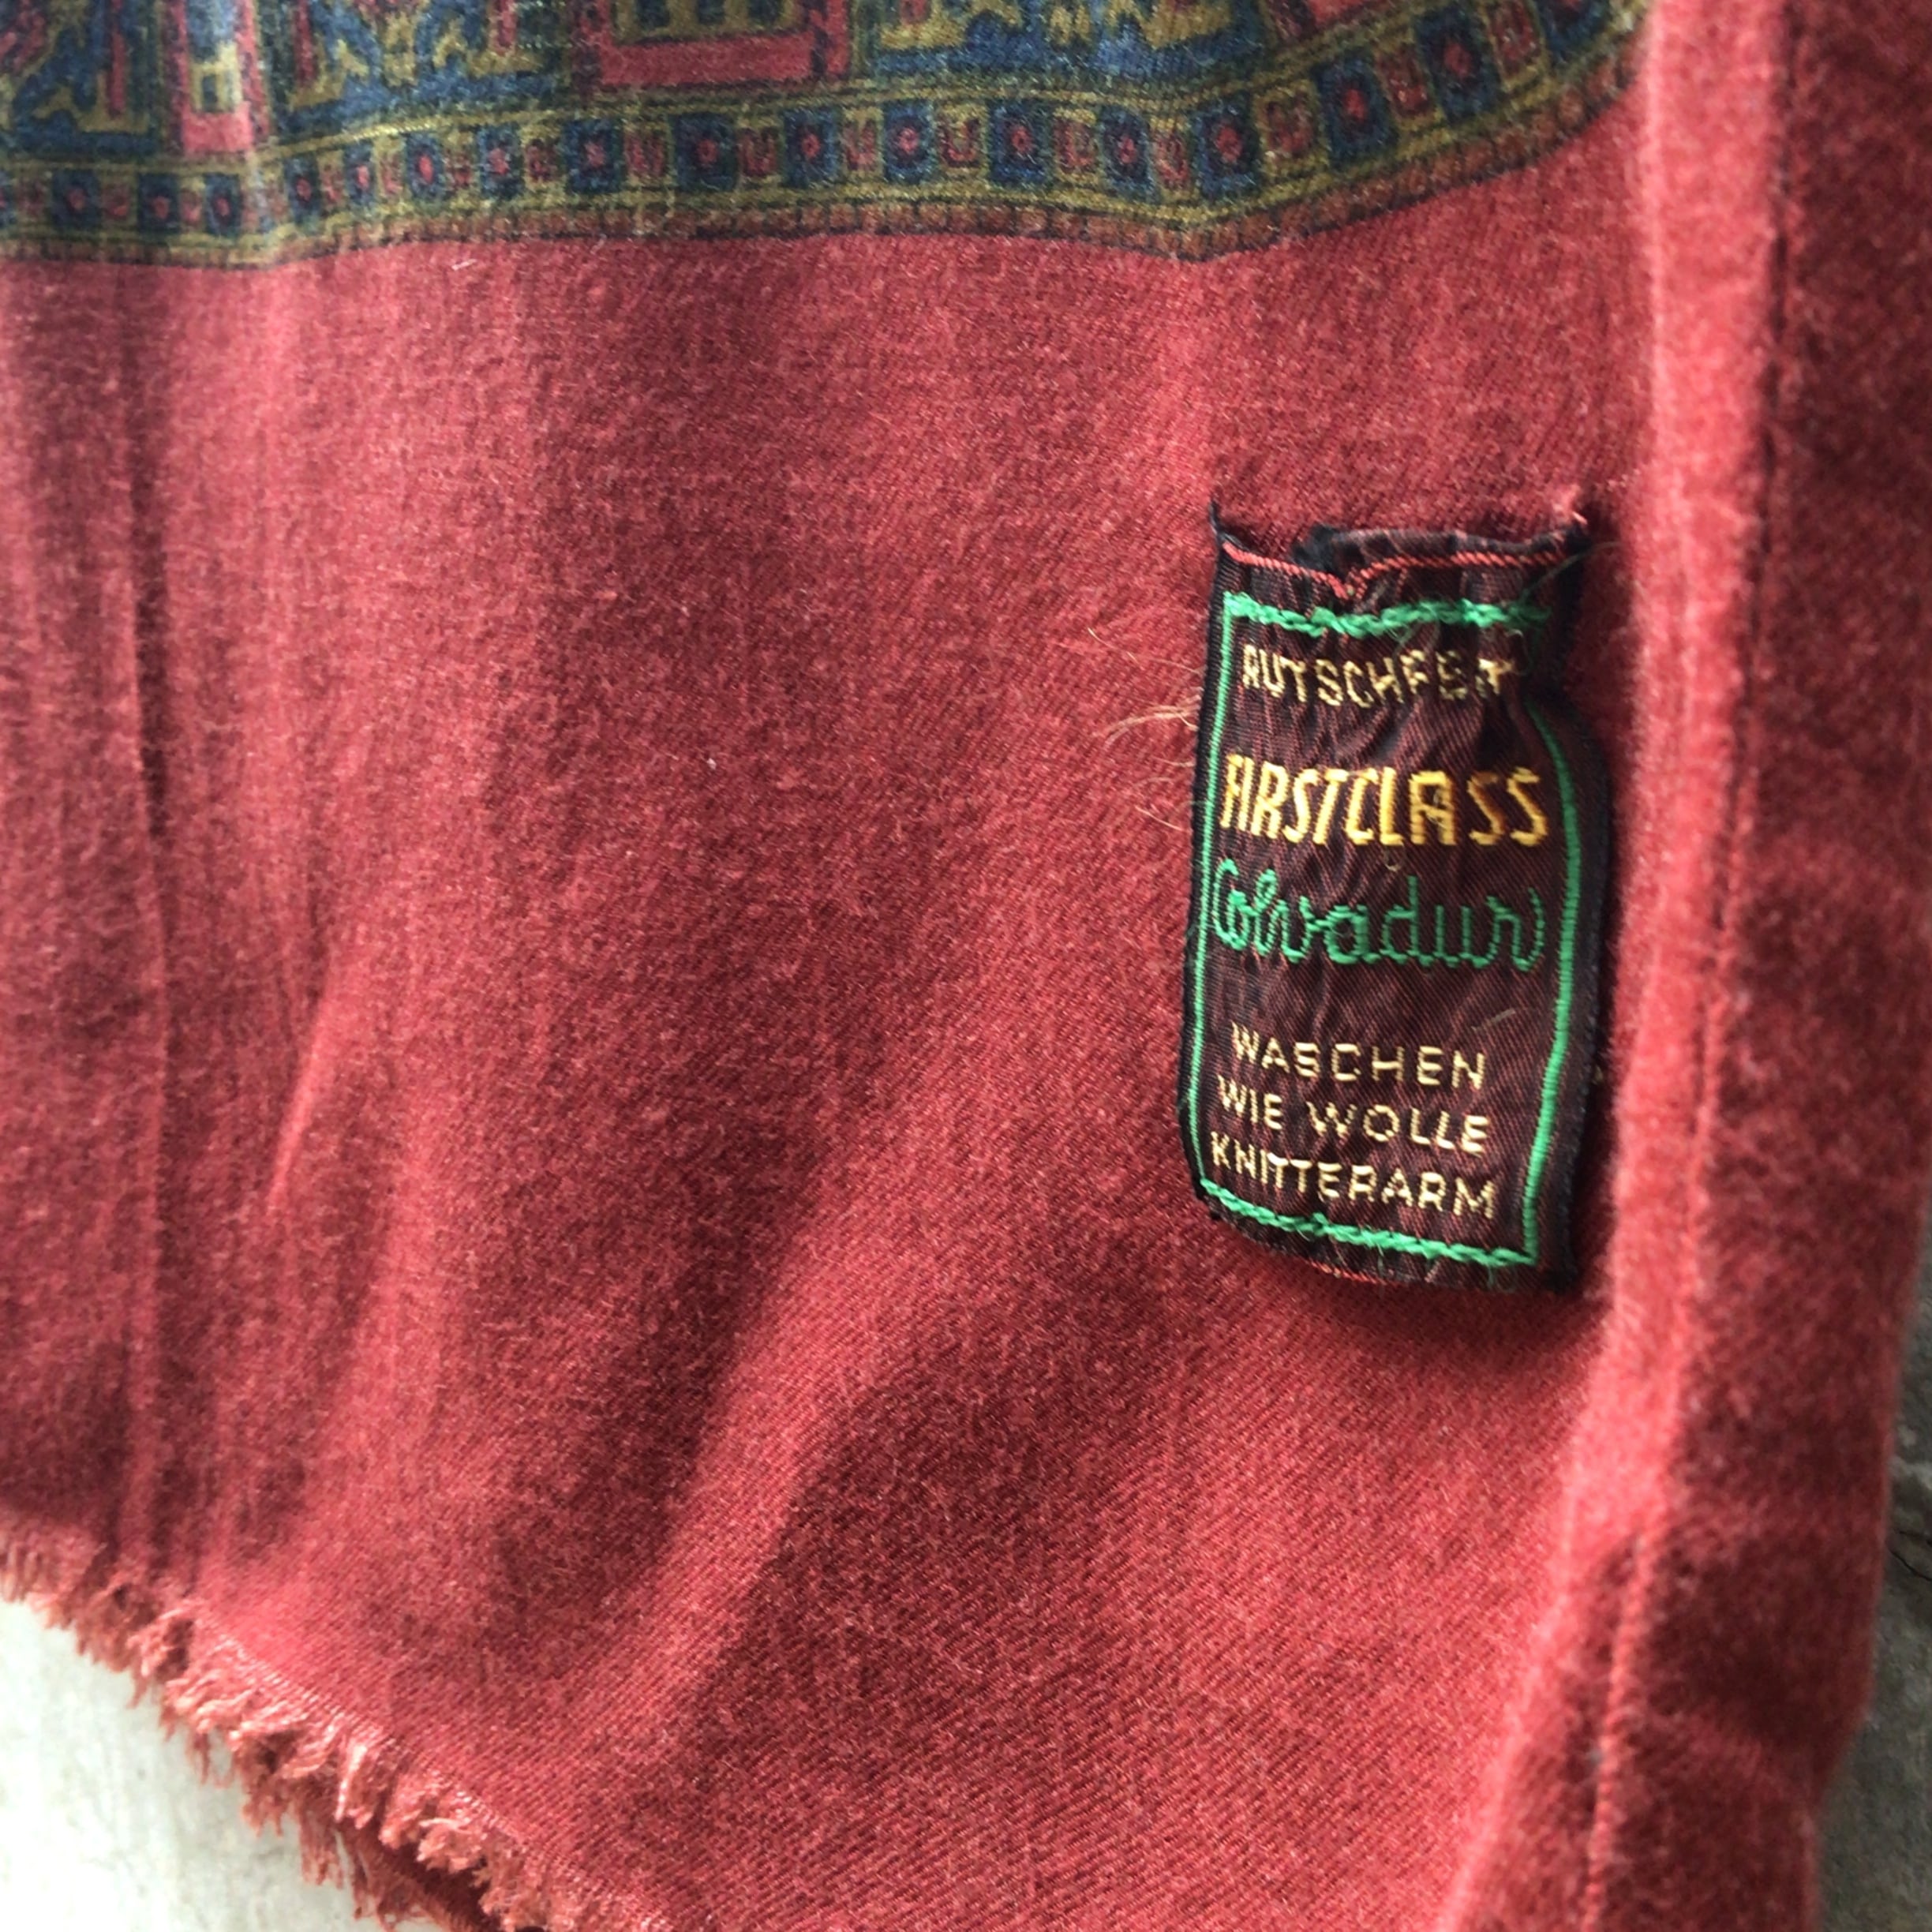 RUTSCHFEST
FIRSTCLASS
Colvadur
WASCHEN
WIE WOLLE
KNITTERARM